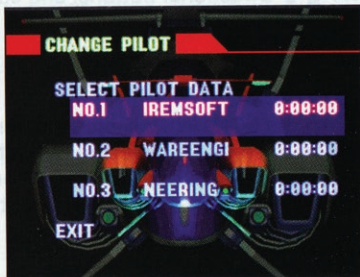 CHANGE PILOT
SELECT PILOT DATA
NO.1 IREMSOFT 0:00:00
NO.2 WAREENGI 0:00:00
NO.3 NEERING 0:00:00
EXIT